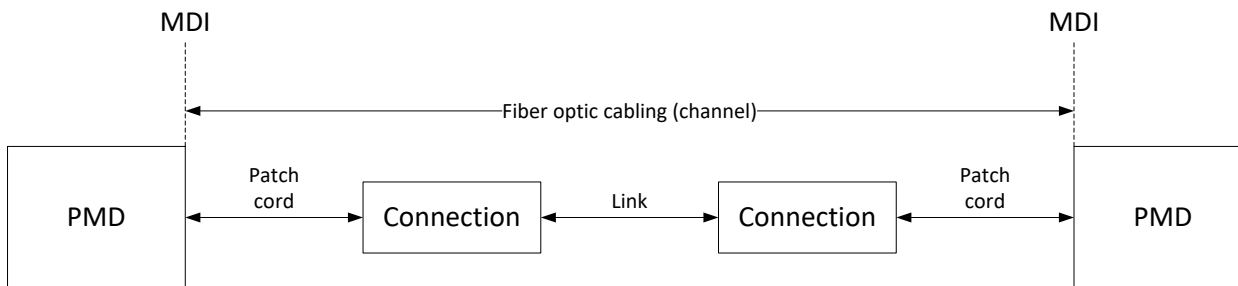 MDI MDI
Fiber optic cabling (channel)
Patch cord
Patch cord
PMD Connection Link Connection PMD